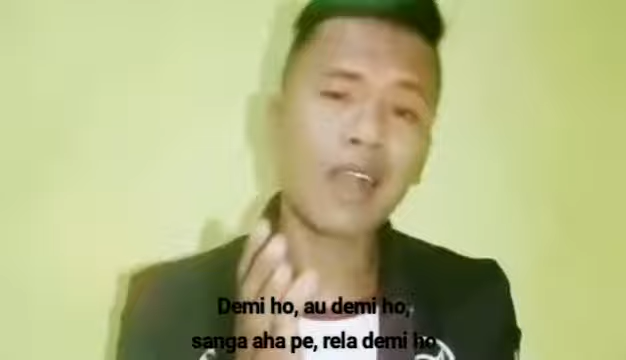 Demi ho, au demi ho,
sanga aha pe, rela demi ho